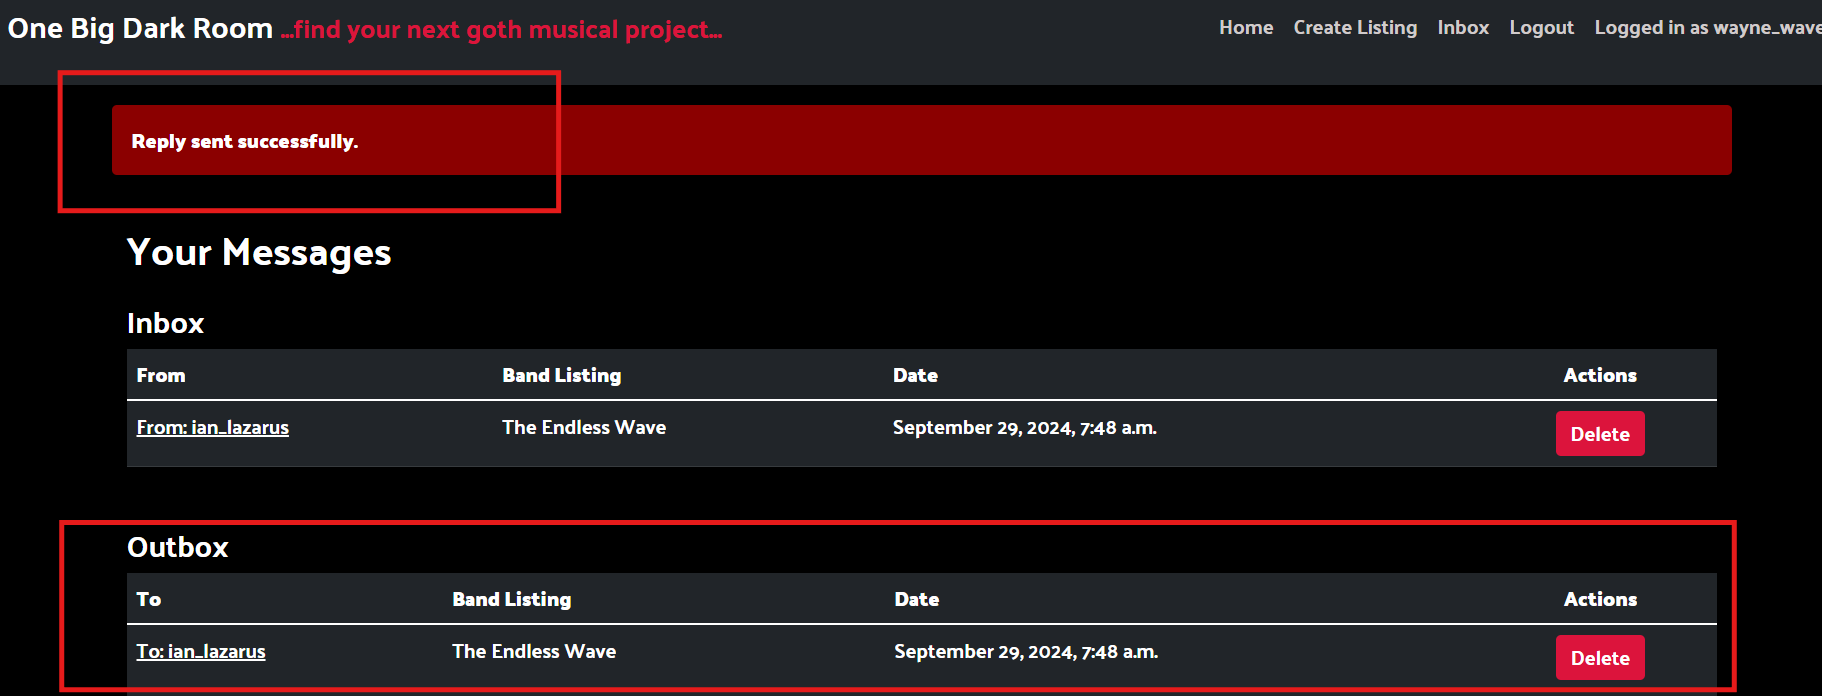 One Big Dark Room ...find your next goth musical project... Home Create Listing Inbox Logout Logged in as wayne_wave
Reply sent successfully.
Your Messages
Inbox
From Band Listing Date Actions
From: ian_lazarus The Endless Wave September 29, 2024, 7:48 a.m. Delete
Outbox
To Band Listing Date Actions
To: ian_lazarus The Endless Wave September 29, 2024, 7:48 a.m. Delete